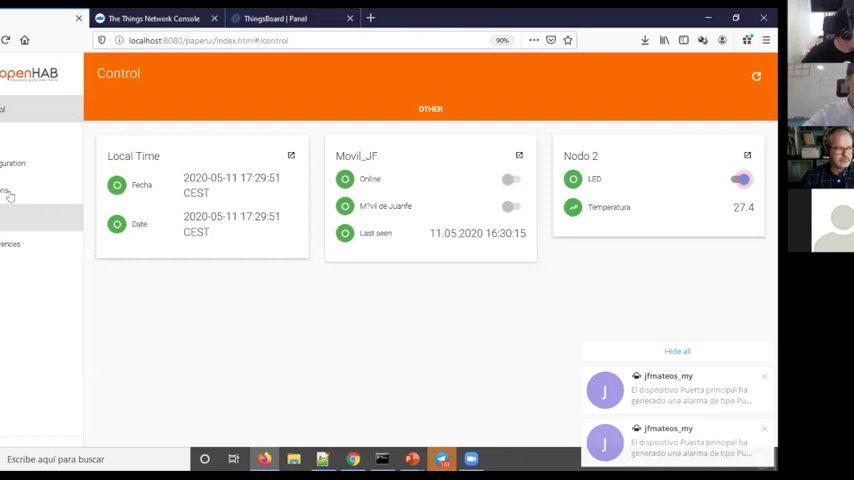 The Things Network Console
ThingsBoard | Panel
localhost:8080/paperui/index.html#/control
90%
openHAB
Control
OTHER
guration
rences
Local Time
Fecha
2020-05-11 17:29:51
CEST
Date
2020-05-11 17:29:51
CEST
Movil_JF
Online
M?vil de Juanfe
Last seen
11.05.2020 16:30:15
Nodo 2
LED
Temperatura
27.4
Hide all
J
jfmateos_my
El dispositivo Puerta principal ha
generado una alarma de tipo Pu...
J
jfmateos_my
El dispositivo Puerta principal ha
generado una alarma de tipo Pu...
Escribe aquí para buscar